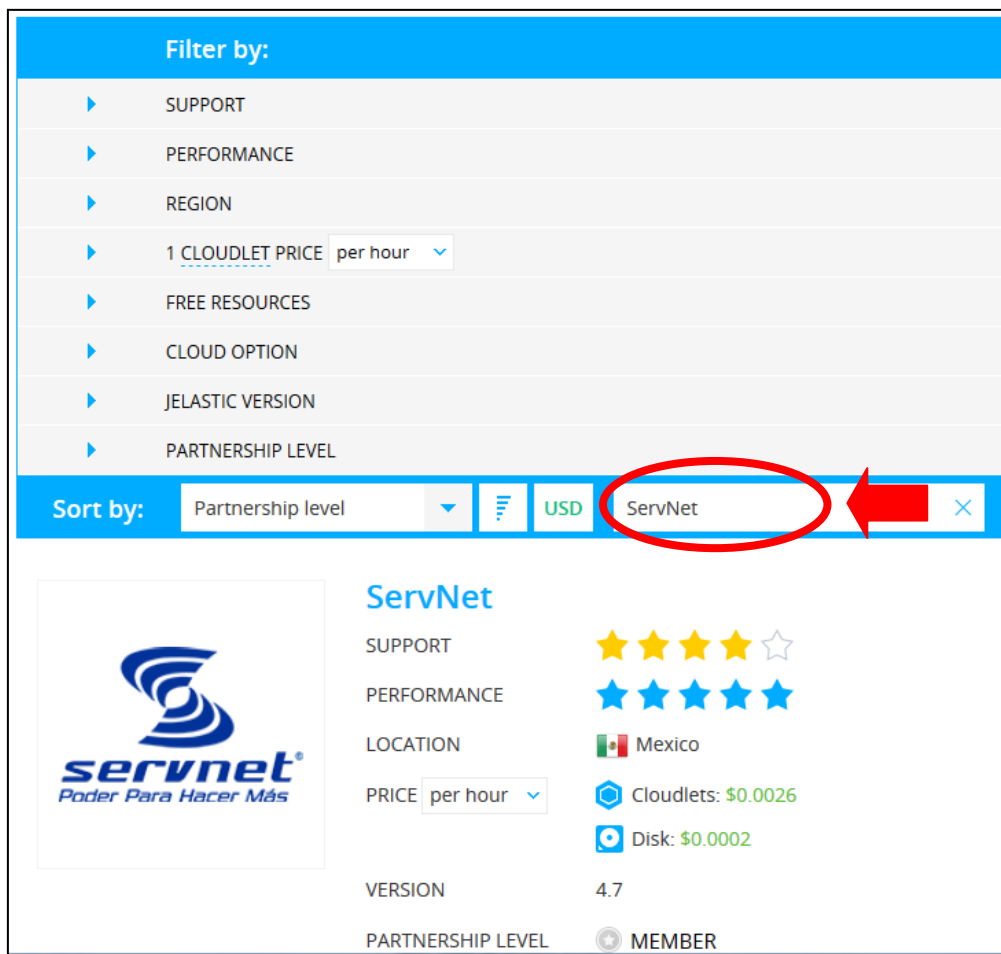 Filter by:
SUPPORT
PERFORMANCE
REGION
1 CLOUDLET PRICE per hour
FREE RESOURCES
CLOUD OPTION
JELASTIC VERSION
PARTNERSHIP LEVEL
Sort by: Partnership level USD ServNet
servnet®
Poder Para Hacer Más
ServNet
SUPPORT
PERFORMANCE
LOCATION Mexico
PRICE per hour Cloudlets: $0.0026
Disk: $0.0002
VERSION 4.7
PARTNERSHIP LEVEL MEMBER